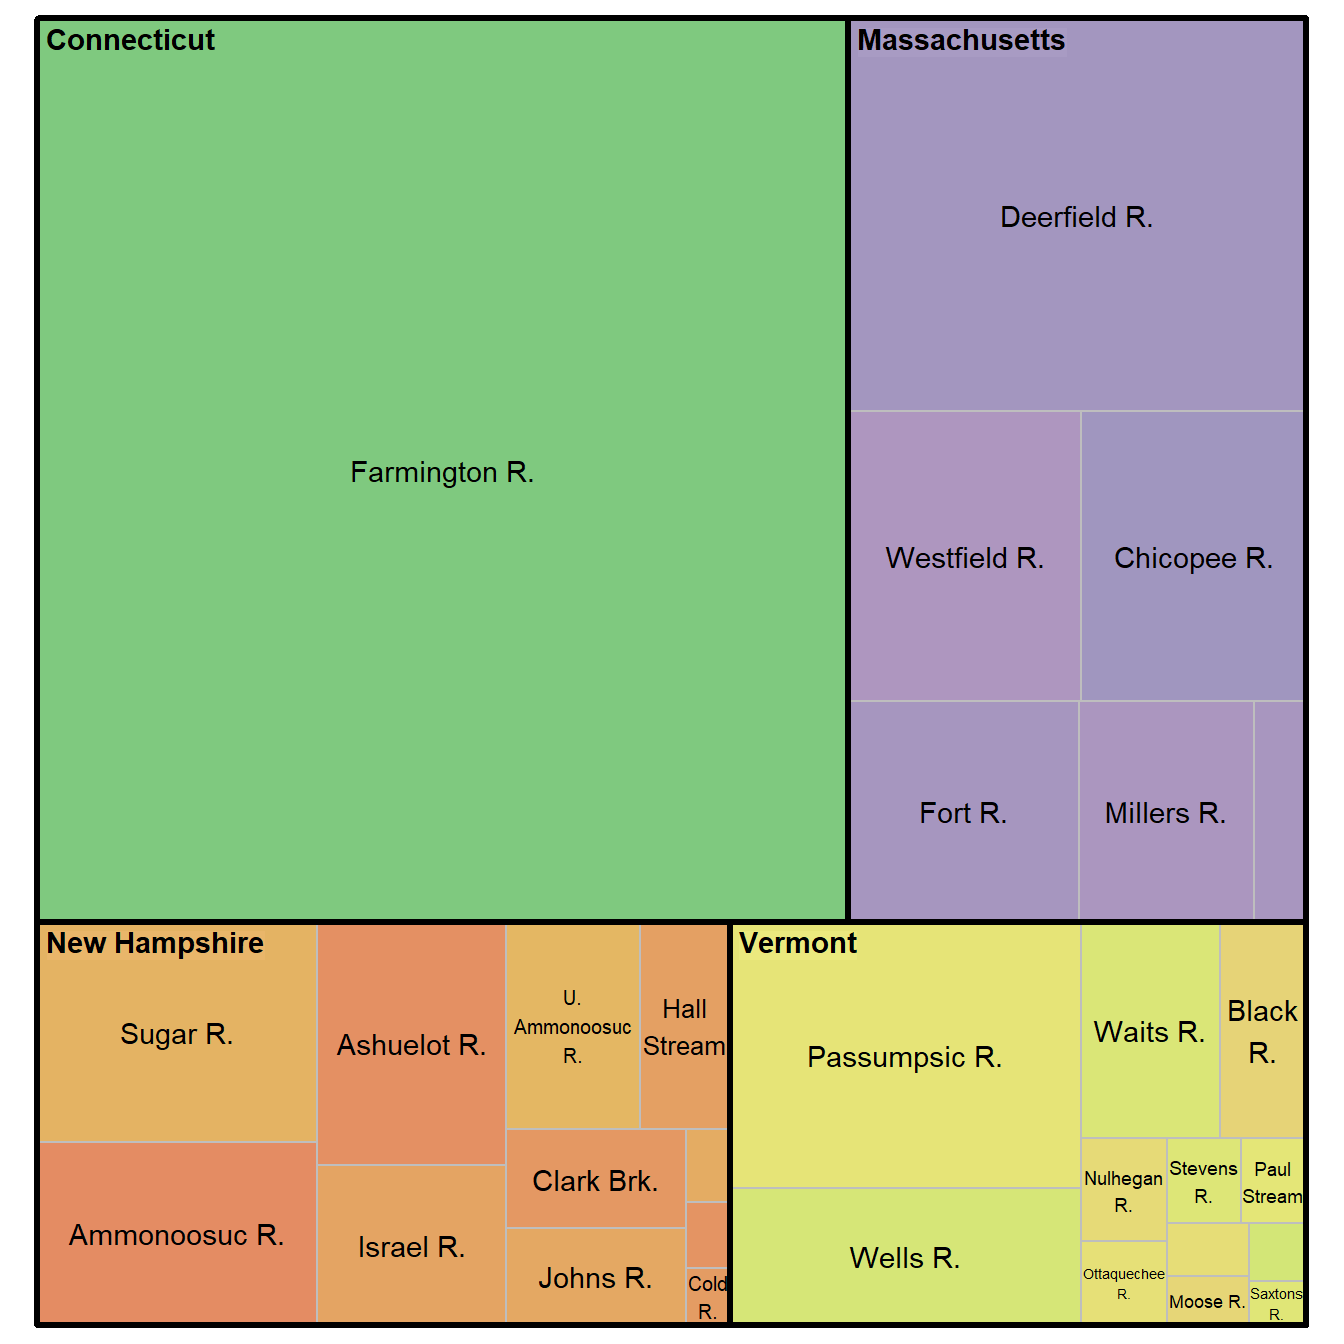 Connecticut
Farmington R.
Massachusetts
Deerfield R.
Westfield R.
Chicopee R.
Fort R.
Millers R.
New Hampshire
Sugar R.
Ammonoosuc R.
Ashuelot R.
Israel R.
U.
Ammonoosuc
R.
Hall
Stream
Clark Brk.
Johns R.
Cold
R.
Vermont
Passumpsic R.
Wells R.
Waits R.
Black
R.
Nulhegan
R.
Stevens
R.
Paul
Stream
Ottaquechee
R.
Moose R.
Saxtons
R.